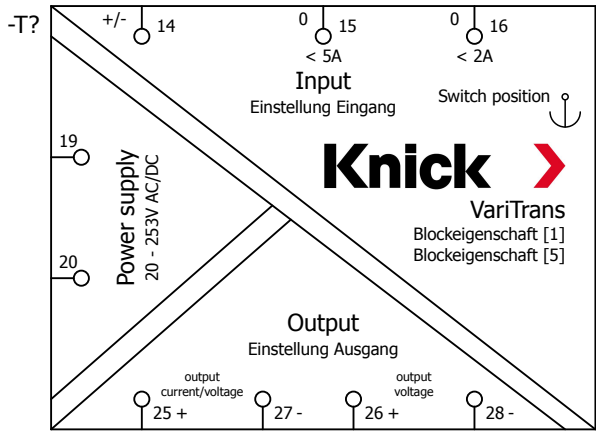 -T?
+/- 14
0 15
0 16
< 5A
< 2A
Input
Einstellung Eingang
Switch position
Knick
VariTrans
Blockeigenschaft [1]
Blockeigenschaft [5]
19
20
Power supply
20 - 253V AC/DC
Output
Einstellung Ausgang
output
current/voltage
output
voltage
25 +
27 -
26 +
28 -